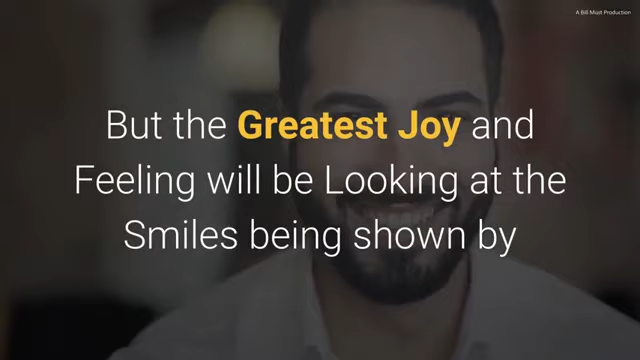 A Bill Must Production
But the Greatest Joy and
Feeling will be Looking at the
Smiles being shown by